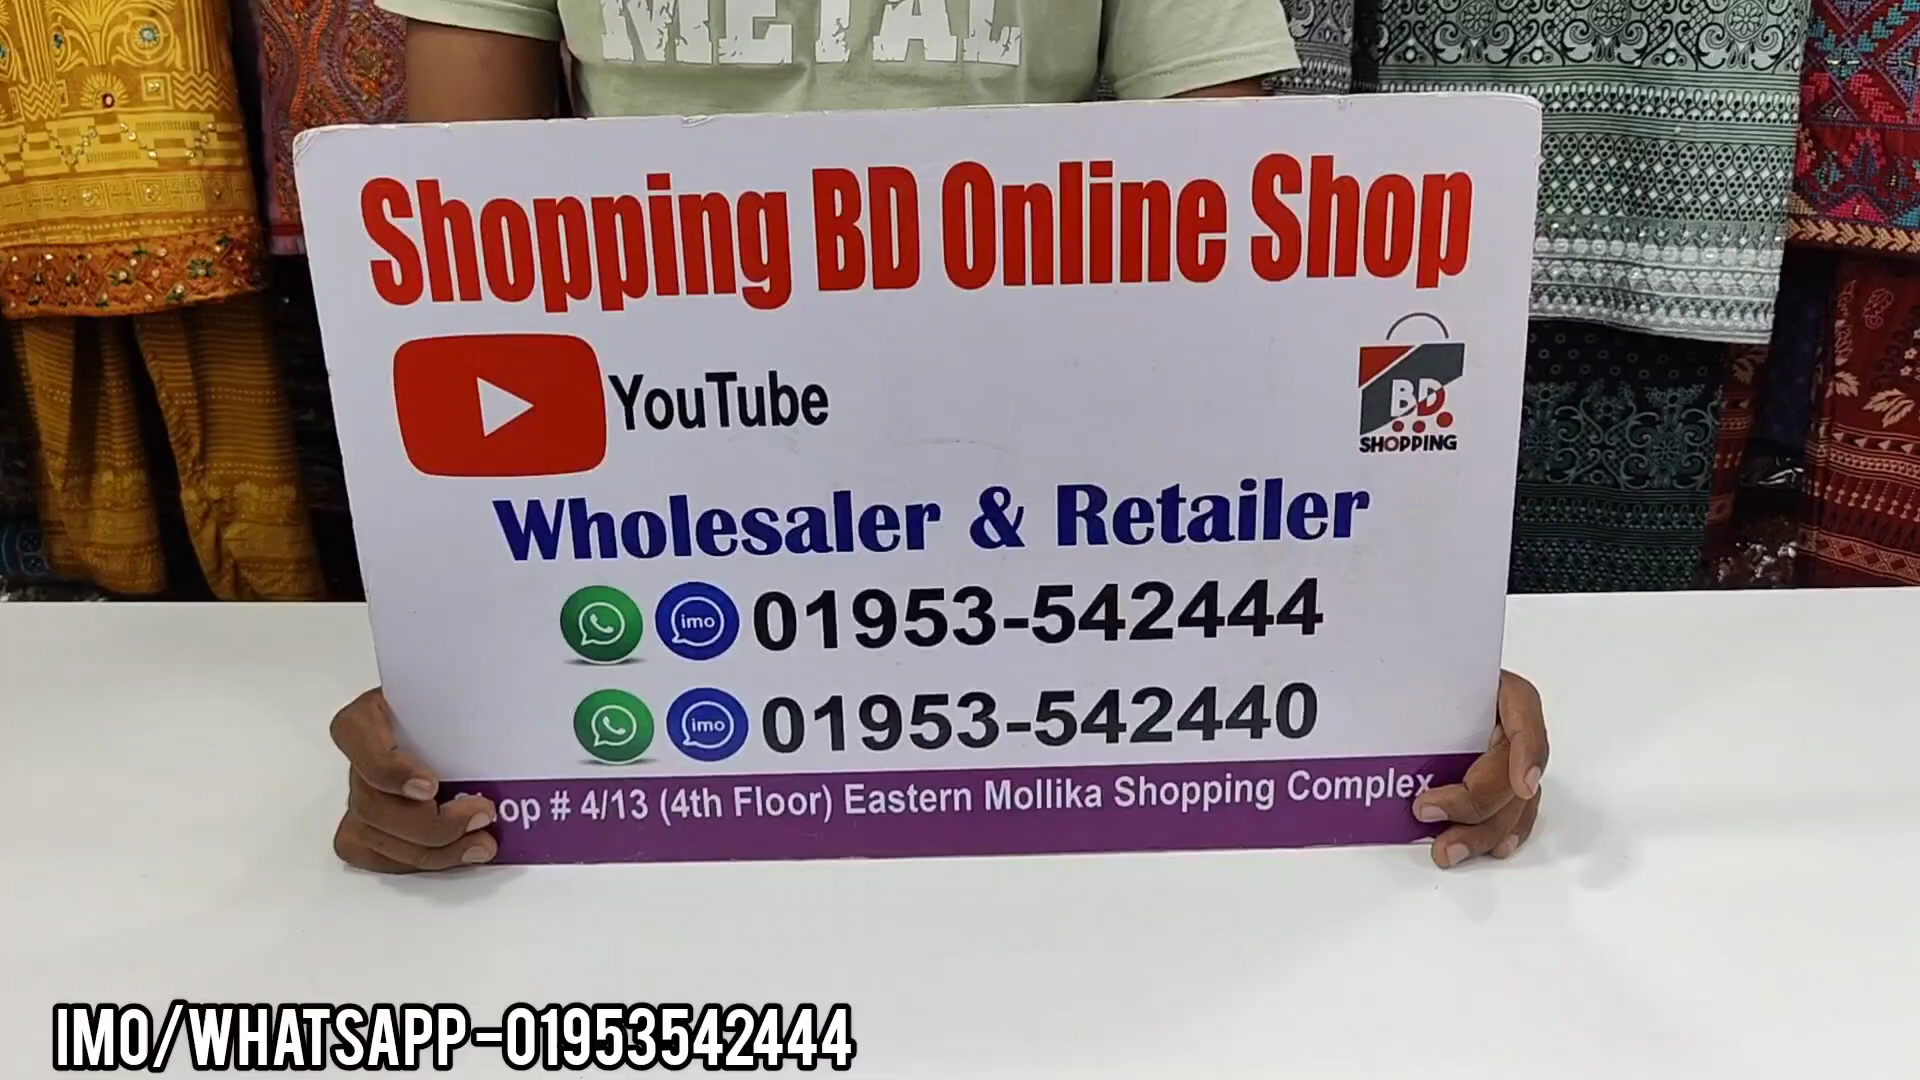 METAL
Shopping BD Online Shop
YouTube
BD
SHOPPING
Wholesaler & Retailer
imo 01953-542444
imo 01953-542440
# 4/13 (4th Floor) Eastern Mollika Shopping Complex
IMO/WHATSAPP-01953542444